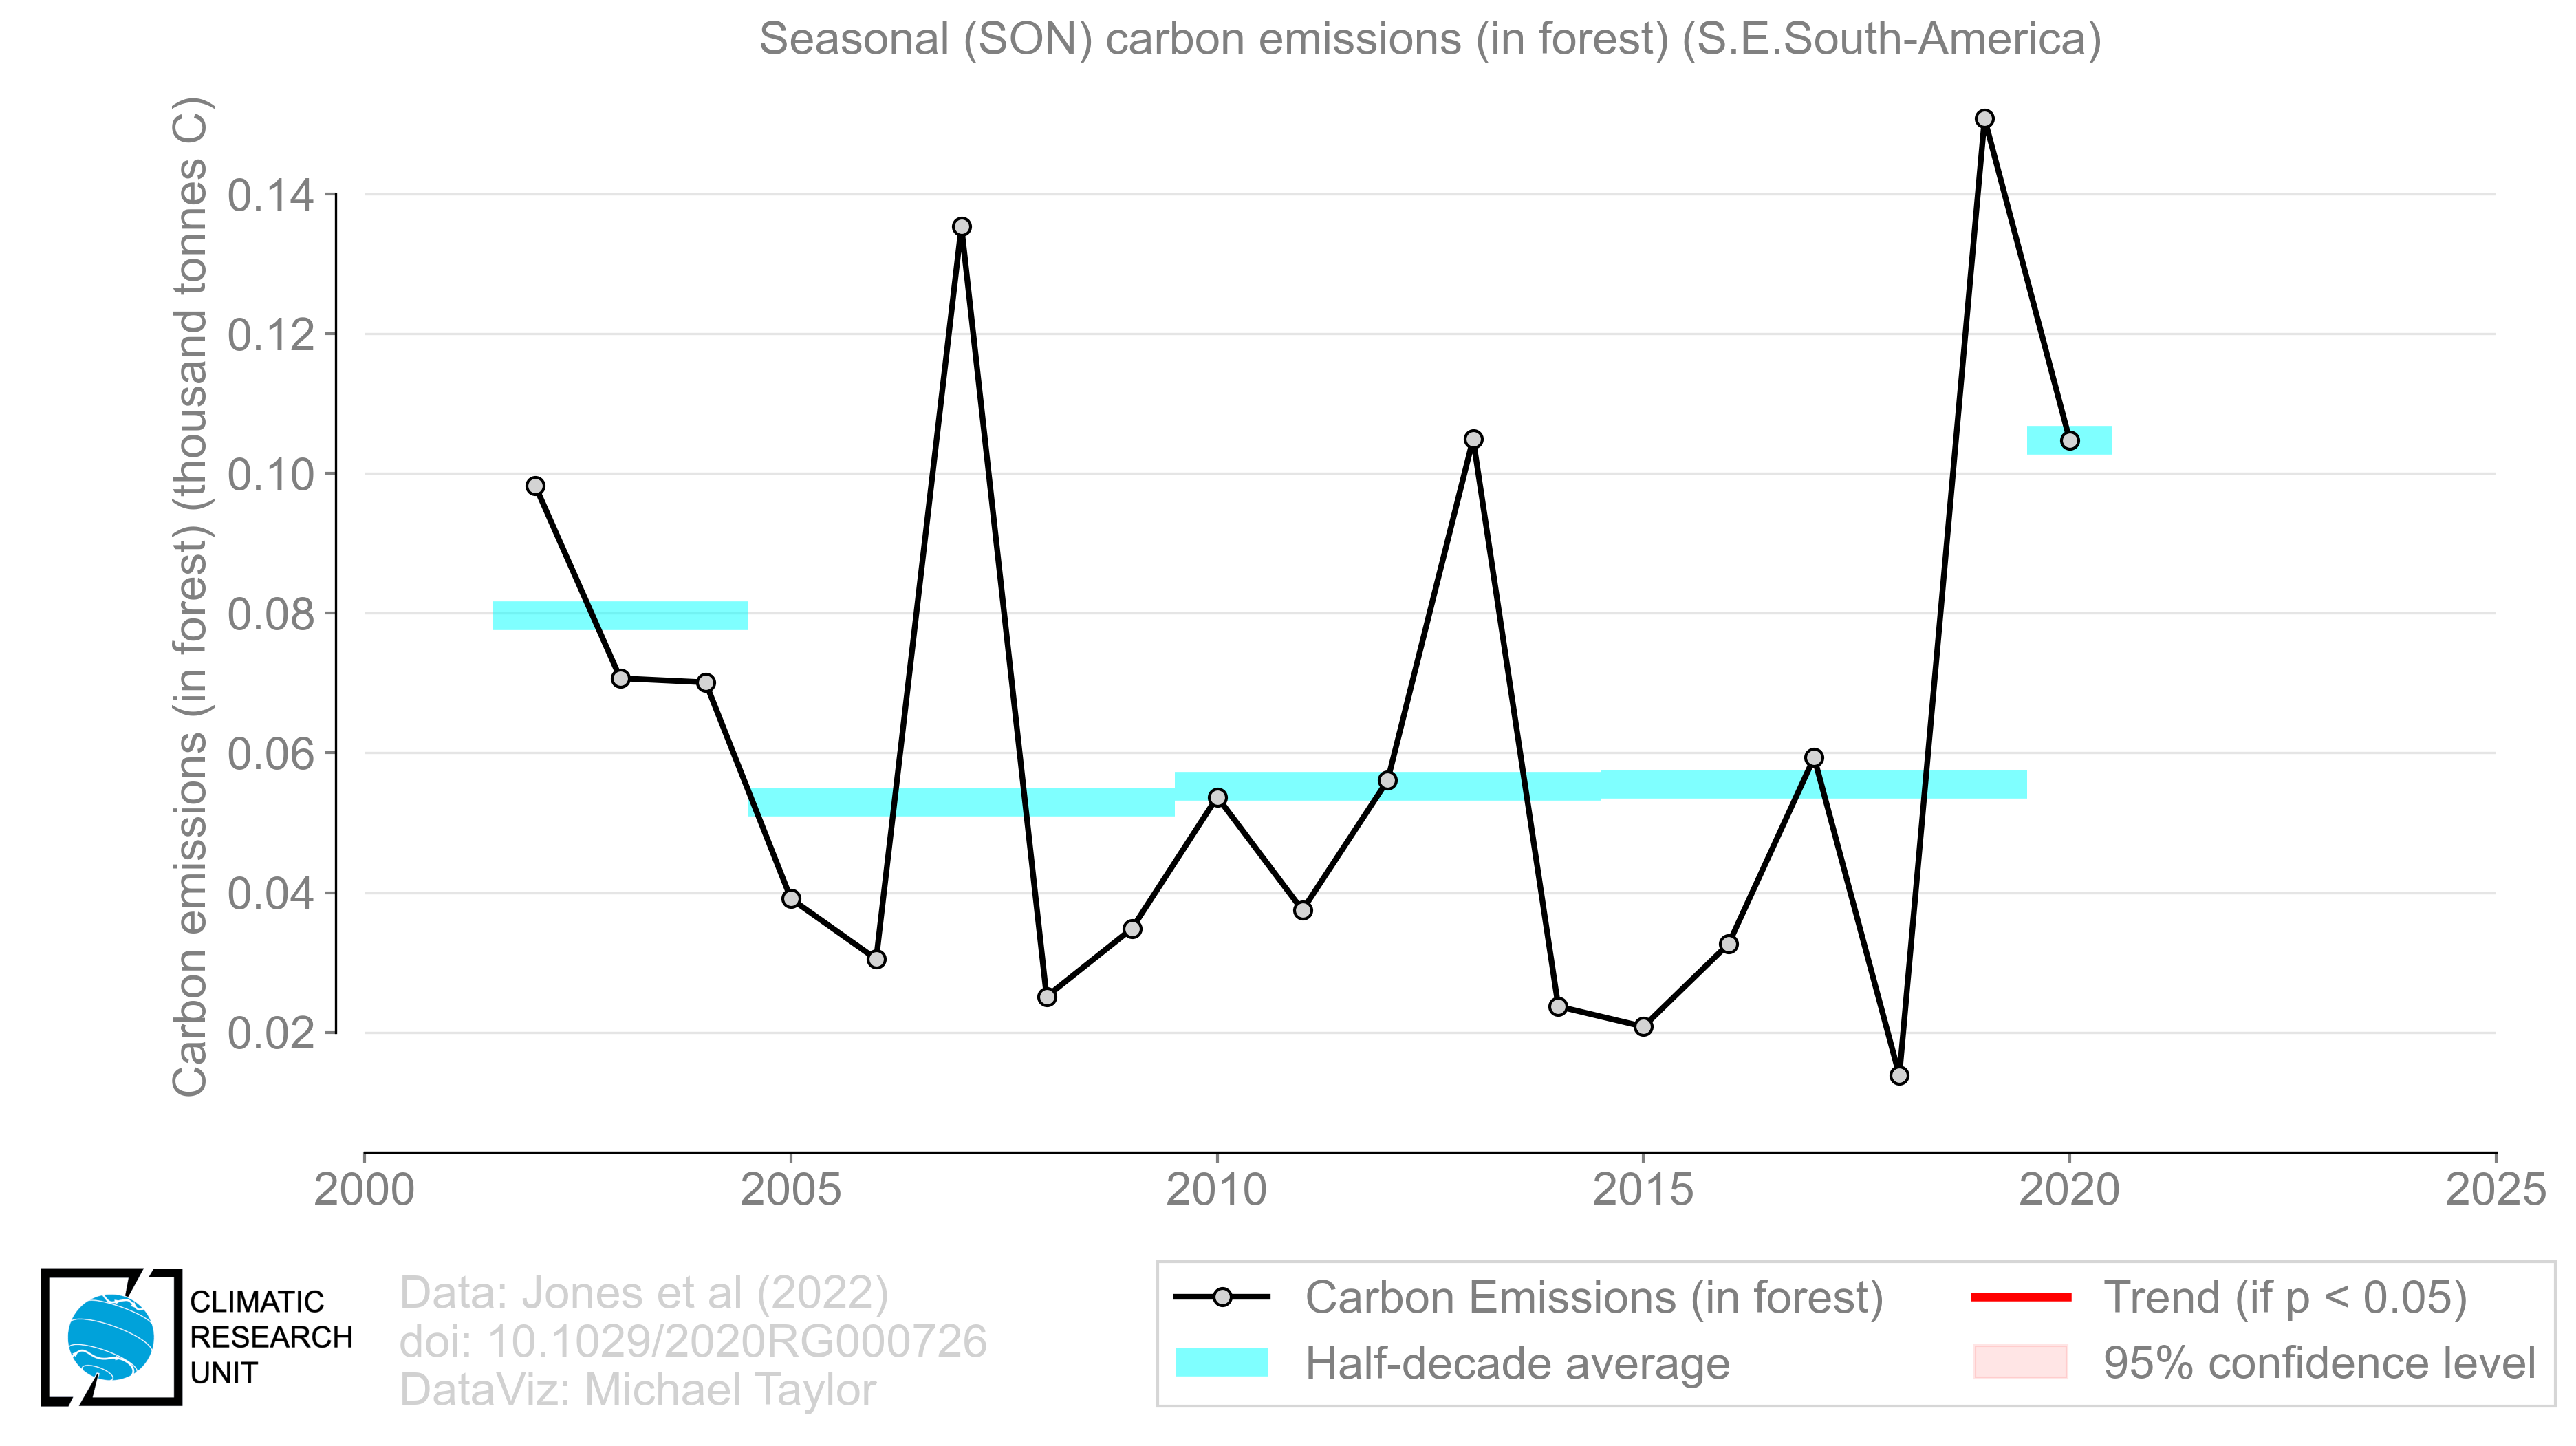 Seasonal (SON) carbon emissions (in forest) (S.E.South-America)
Carbon emissions (in forest) (thousand tonnes C)
0.14
0.12
0.10
0.08
0.06
0.04
0.02
2000
2005
2010
2015
2020
2025
CLIMATIC
RESEARCH
UNIT
Data: Jones et al (2022)
doi: 10.1029/2020RG000726
DataViz: Michael Taylor
Carbon Emissions (in forest)
Half-decade average
Trend (if p < 0.05)
95% confidence level